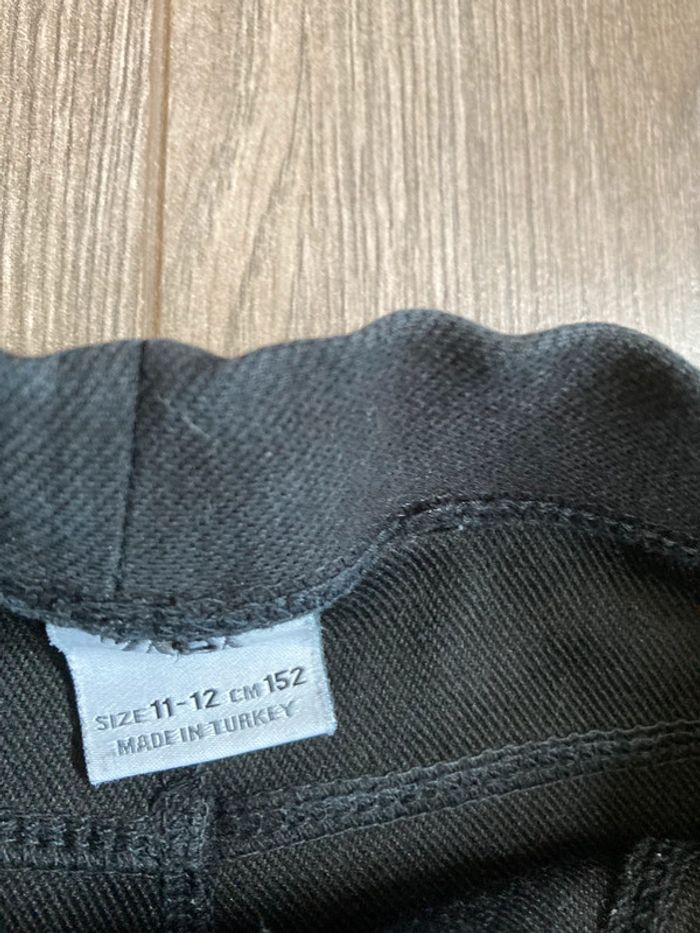 SIZE 11-12 CM 152
MADE IN TURKEY